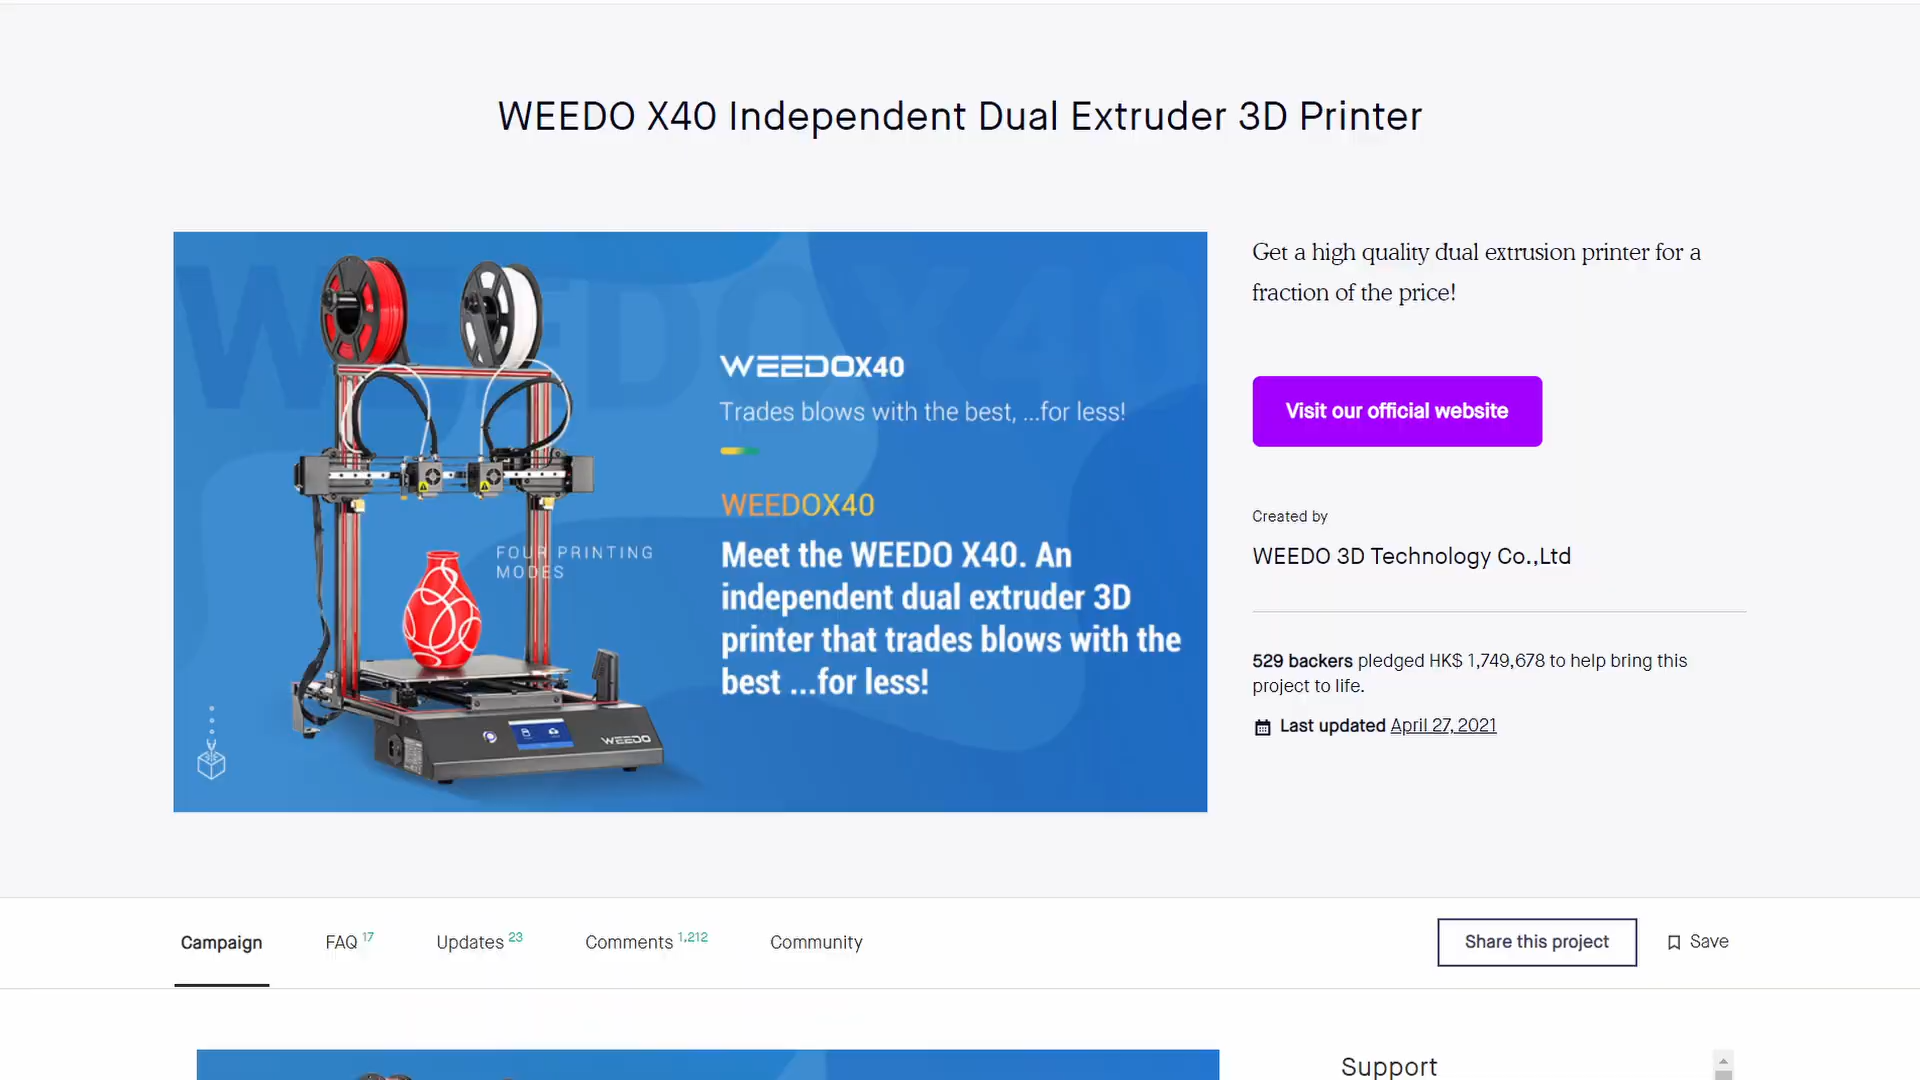 WEEDO X40 Independent Dual Extruder 3D Printer
WEEDOX40
WEEDOX40
Trades blows with the best, ...for less!
WEEDOX40
Meet the WEEDO X40. An
independent dual extruder 3D
printer that trades blows with the
best ...for less!
FOUR PRINTING
MODES
WEEDO
Get a high quality dual extrusion printer for a
fraction of the price!
Visit our official website
Created by
WEEDO 3D Technology Co.,Ltd
529 backers pledged HK$ 1,749,678 to help bring this
project to life.
Last updated April 27, 2021
Campaign
FAQ 17
Updates 23
Comments 1,212
Community
Share this project
Save
Support